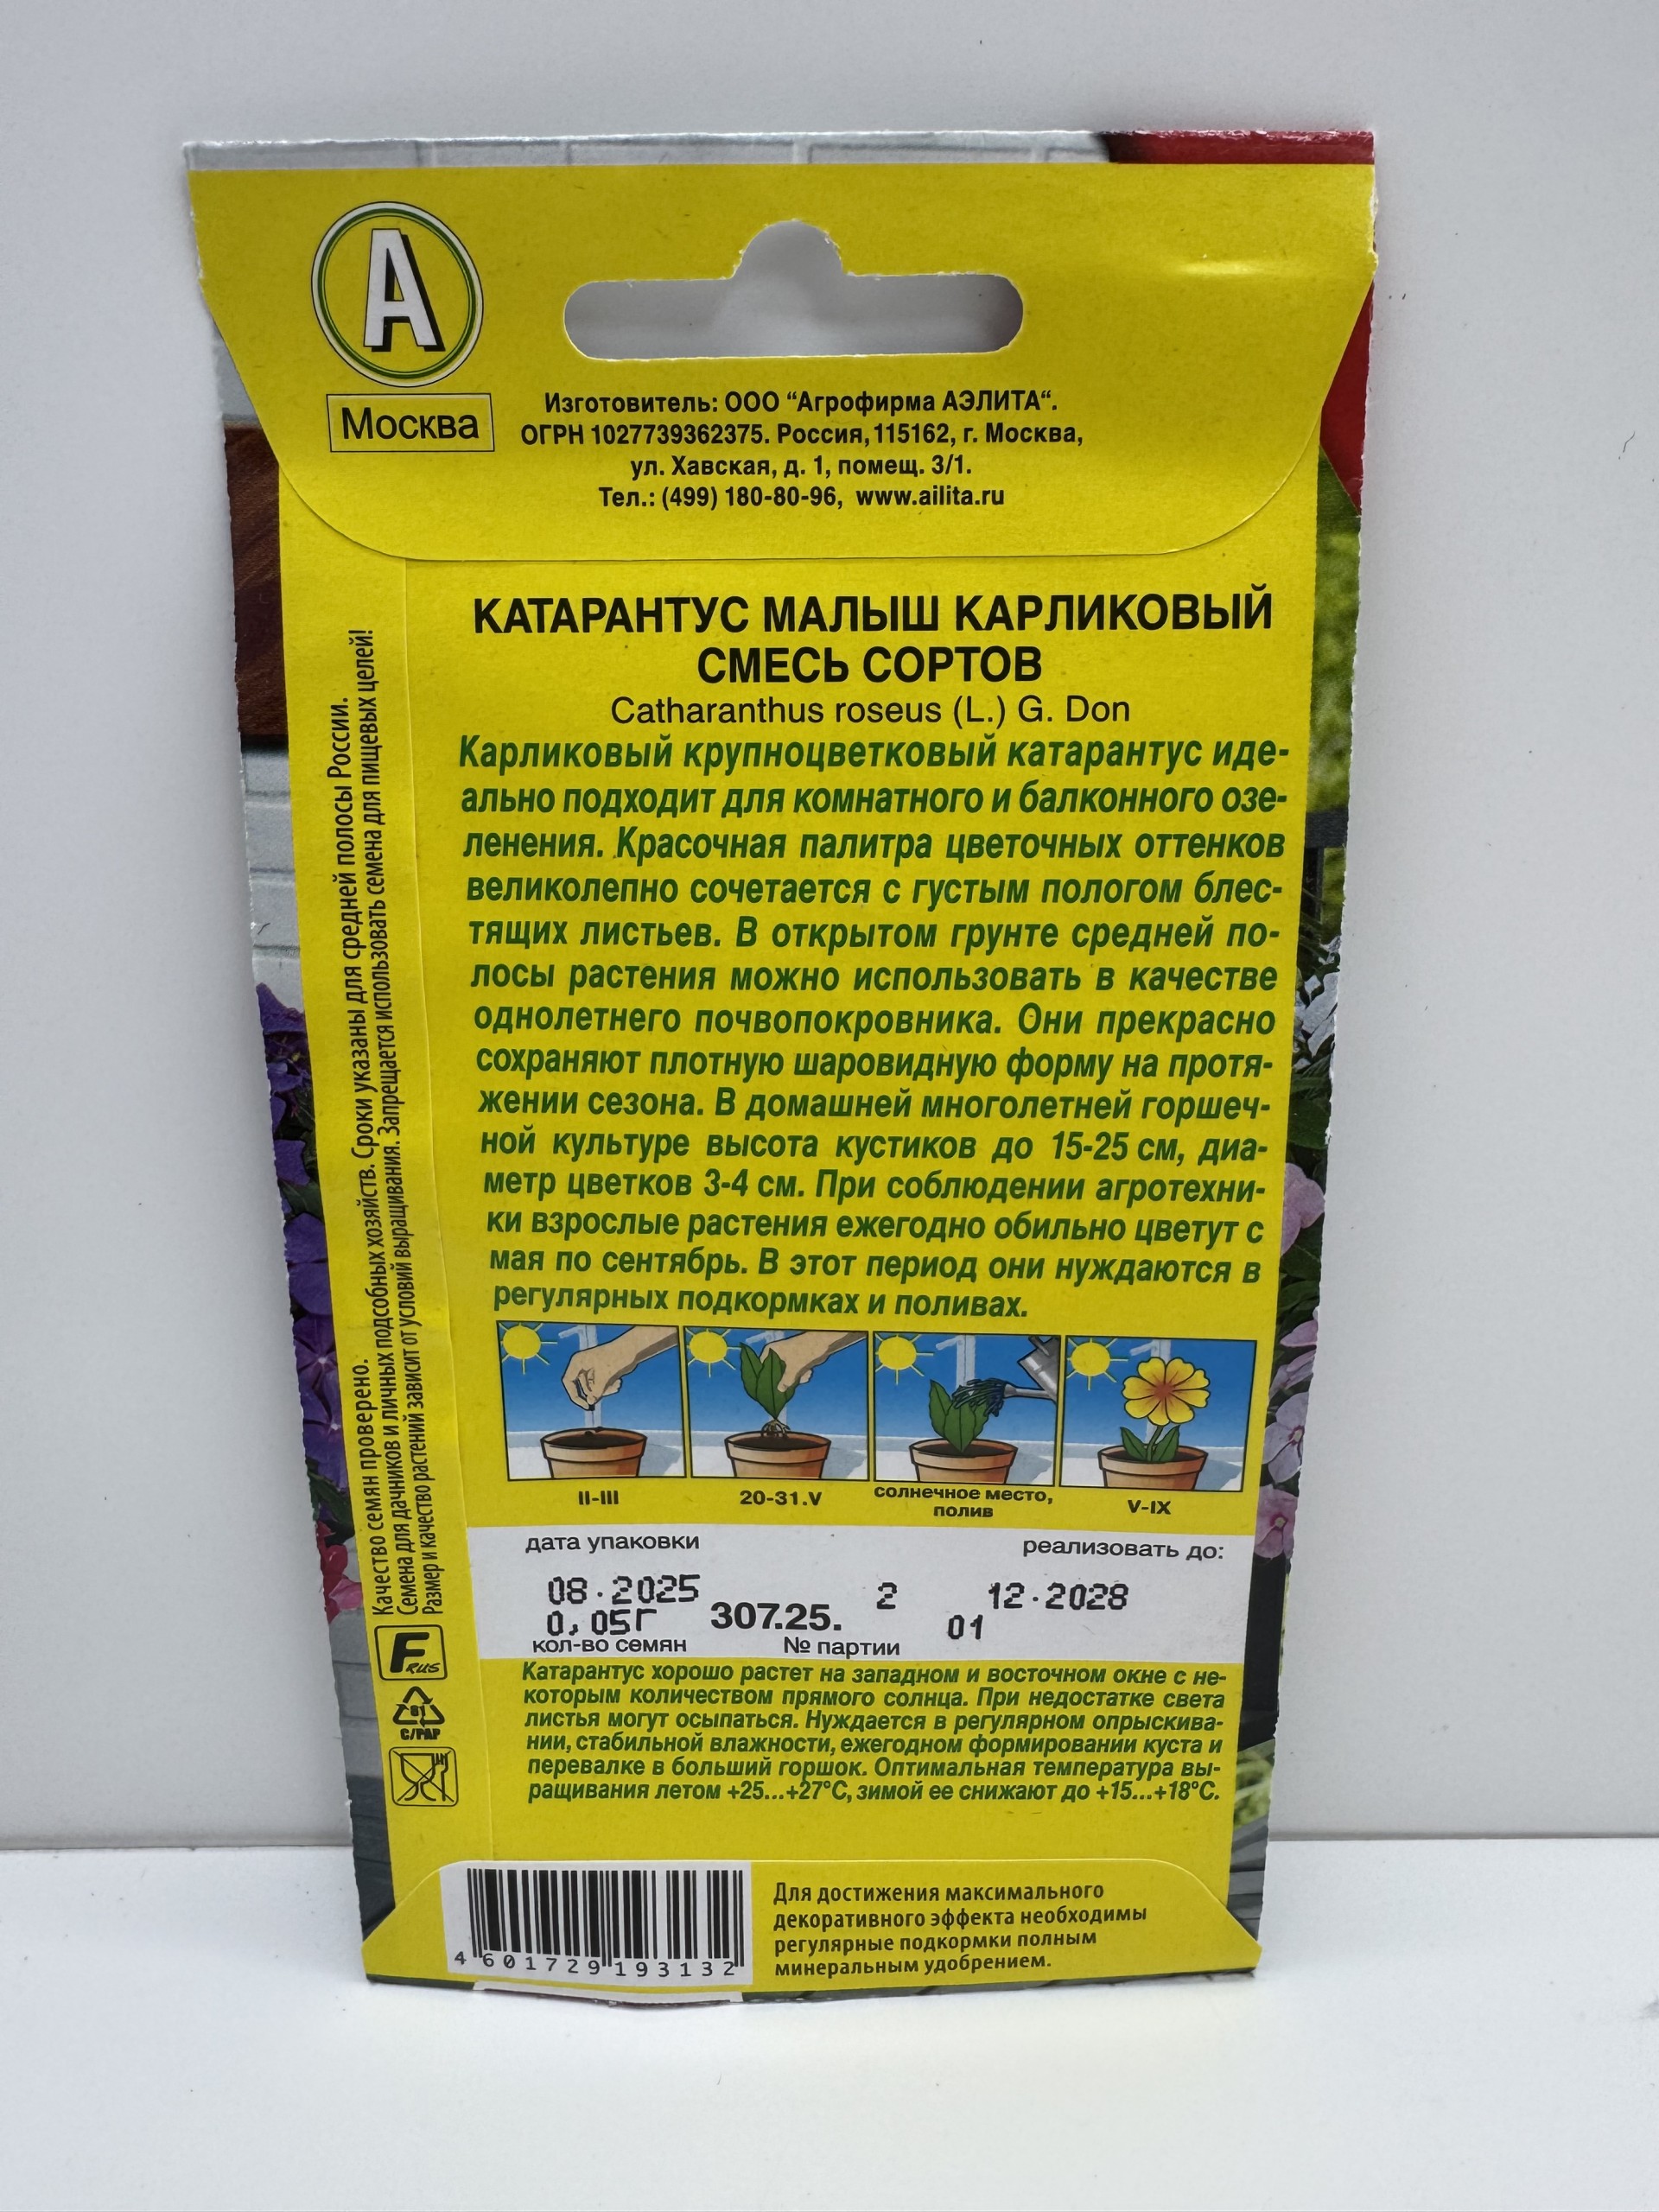 А
Москва
Изготовитель: ООО “Агрофирма АЭЛИТА“.
ОГРН 1027739362375. Россия, 115162, г. Москва,
ул. Хавская, д. 1, помещ. 3/1.
Тел.: (499) 180-80-96, www.ailita.ru
КАТАРАНТУС МАЛЫШ КАРЛИКОВЫЙ
СМЕСЬ СОРТОВ
Catharanthus roseus (L.) G. Don
Карликовый крупноцветковый катарантус иде-
ально подходит для комнатного и балконного озе-
ленения. Красочная палитра цветочных оттенков
великолепно сочетается с густым пологом блес-
тящих листьев. В открытом грунте средней по-
лосы растения можно использовать в качестве
однолетнего почвопокровника. Они прекрасно
сохраняют плотную шаровидную форму на протя-
жении сезона. В домашней многолетней горшеч-
ной культуре высота кустиков до 15-25 см, диа-
метр цветков 3-4 см. При соблюдении агротехни-
ки взрослые растения ежегодно обильно цветут с
мая по сентябрь. В этот период они нуждаются в
регулярных подкормках и поливах.
II-III
20-31.V
солнечное место,
полив
V-IX
дата упаковки
реализовать до:
08.2025
2
12.2028
0,05Г
307.25.
01
кол-во семян
№ партии
Катарантус хорошо растет на западном и восточном окне с не-
которым количеством прямого солнца. При недостатке света
листья могут осыпаться. Нуждается в регулярном опрыскива-
нии, стабильной влажности, ежегодном формировании куста и
перевалке в больший горшок. Оптимальная температура вы-
ращивания летом +25...+27°С, зимой ее снижают до +15...+18°С.
Качество семян проверено.
Семена для дачников и личных подсобных хозяйств. Сроки указаны для средней полосы России.
Размер и качество растений зависит от условий выращивания. Запрещается использовать семена для пищевых целей!
F RUS
81
C/PAP
4 601729 193132
Для достижения максимального
декоративного эффекта необходимы
регулярные подкормки полным
минеральным удобрением.